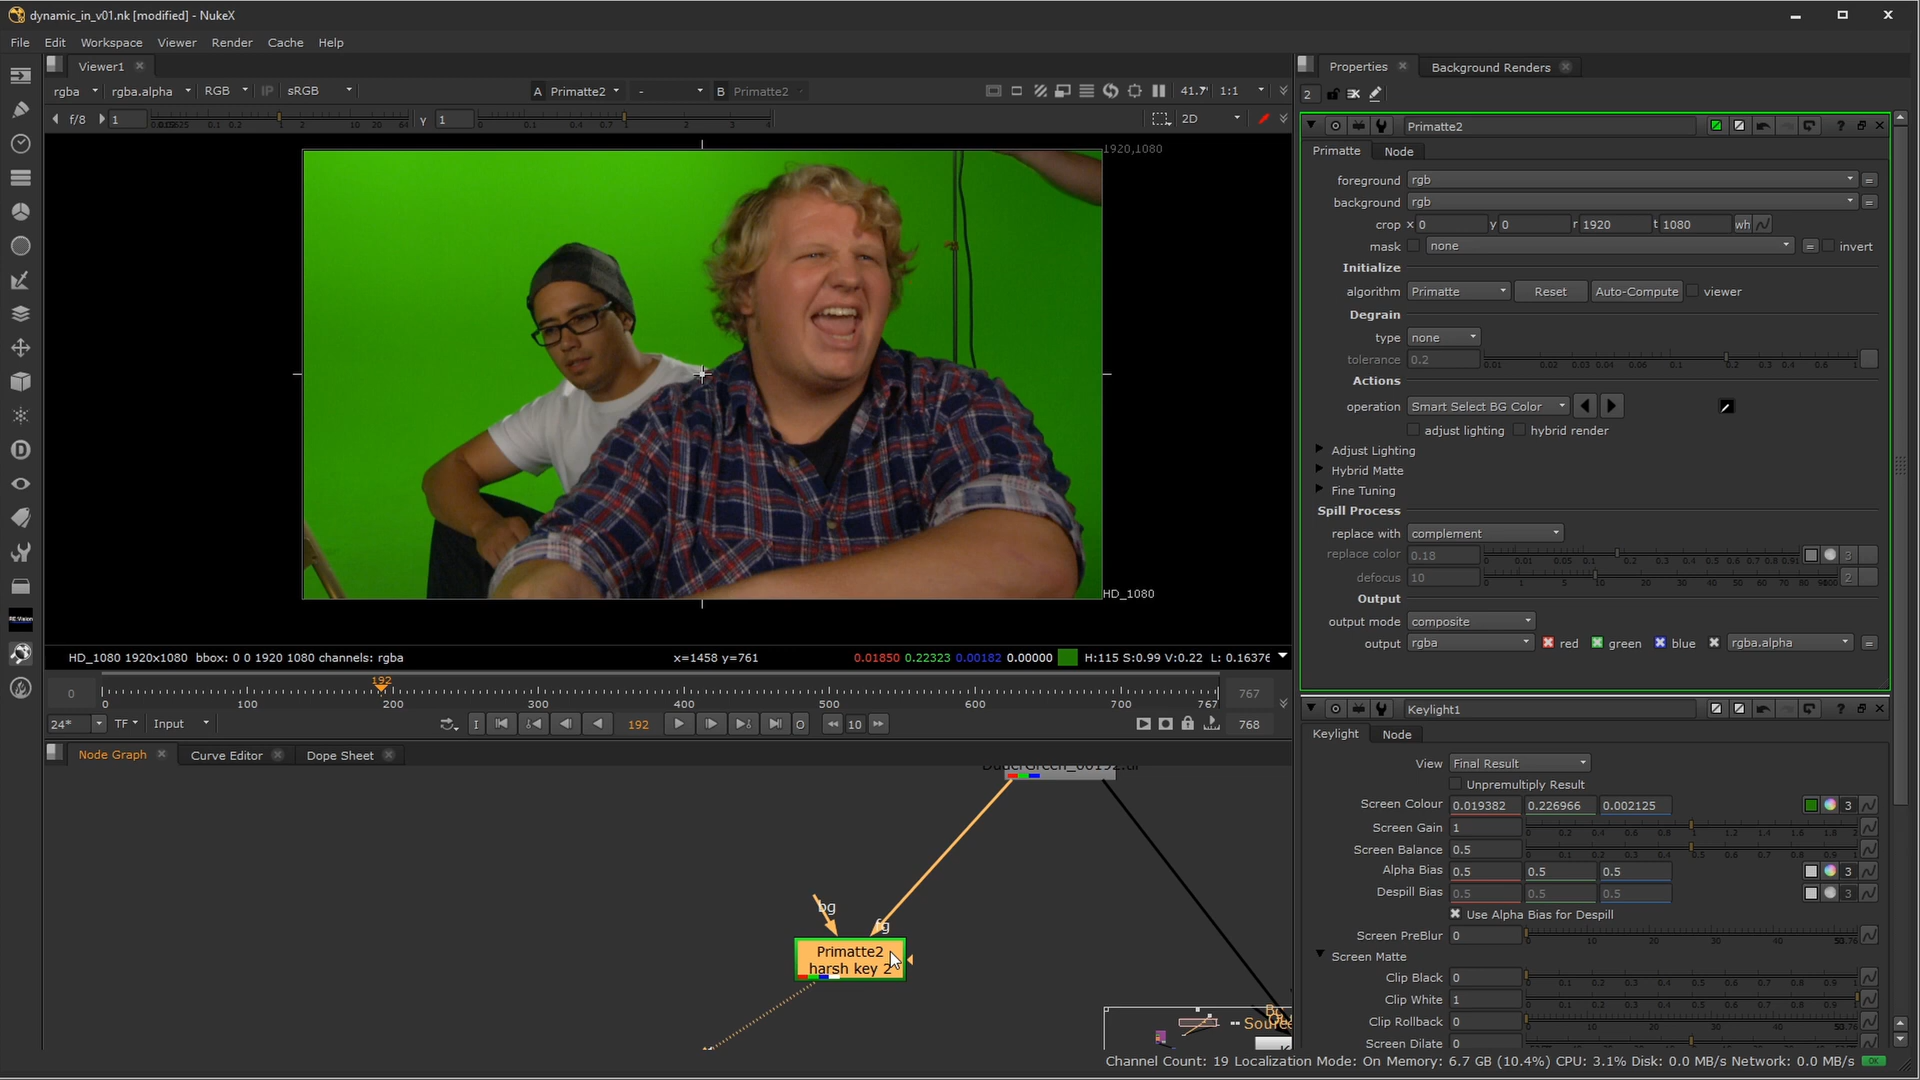 dynamic_in_v01.nk [modified] - NukeX
File Edit Workspace Viewer Render Cache Help
Viewer1
rgba rgba.alpha RGB IP sRGB A Primatte2 - B Primatte2 41.7 1:1
f/8 1 y 1 2D
1920,1080
HD_1080
HD_1080 1920x1080 bbox: 0 0 1920 1080 channels: rgba x=1458 y=761 0.01850 0.22323 0.00182 0.00000 H:115 S:0.99 V:0.22 L: 0.16376
0 192 767
0 100 200 300 400 500 600 700 767
24* TF Input 192 10 768
Node Graph Curve Editor Dope Sheet
bg
fg
Primatte2
harsh key 2
Properties Background Renders
2
Primatte2
Primatte Node
foreground rgb
background rgb
crop x 0 y 0 r 1920 t 1080 wh
mask none invert
Initialize
algorithm Primatte Reset Auto-Compute viewer
Degrain
type none
tolerance 0.2
Actions
operation Smart Select BG Color
adjust lighting hybrid render
Adjust Lighting
Hybrid Matte
Fine Tuning
Spill Process
replace with complement
replace color 0.18 3
defocus 10 2
Output
output mode composite
output rgba red green blue rgba.alpha
Keylight1
Keylight Node
View Final Result
Unpremultiply Result
Screen Colour 0.019382 0.226966 0.002125 3
Screen Gain 1
Screen Balance 0.5
Alpha Bias 0.5 0.5 0.5 3
Despill Bias 0.5 0.5 0.5 3
Use Alpha Bias for Despill
Screen PreBlur 0
Screen Matte
Clip Black 0
Clip White 1
Clip Rollback 0
Screen Dilate 0
Channel Count: 19 Localization Mode: On Memory: 6.7 GB (10.4%) CPU: 3.1% Disk: 0.0 MB/s Network: 0.0 MB/s OK